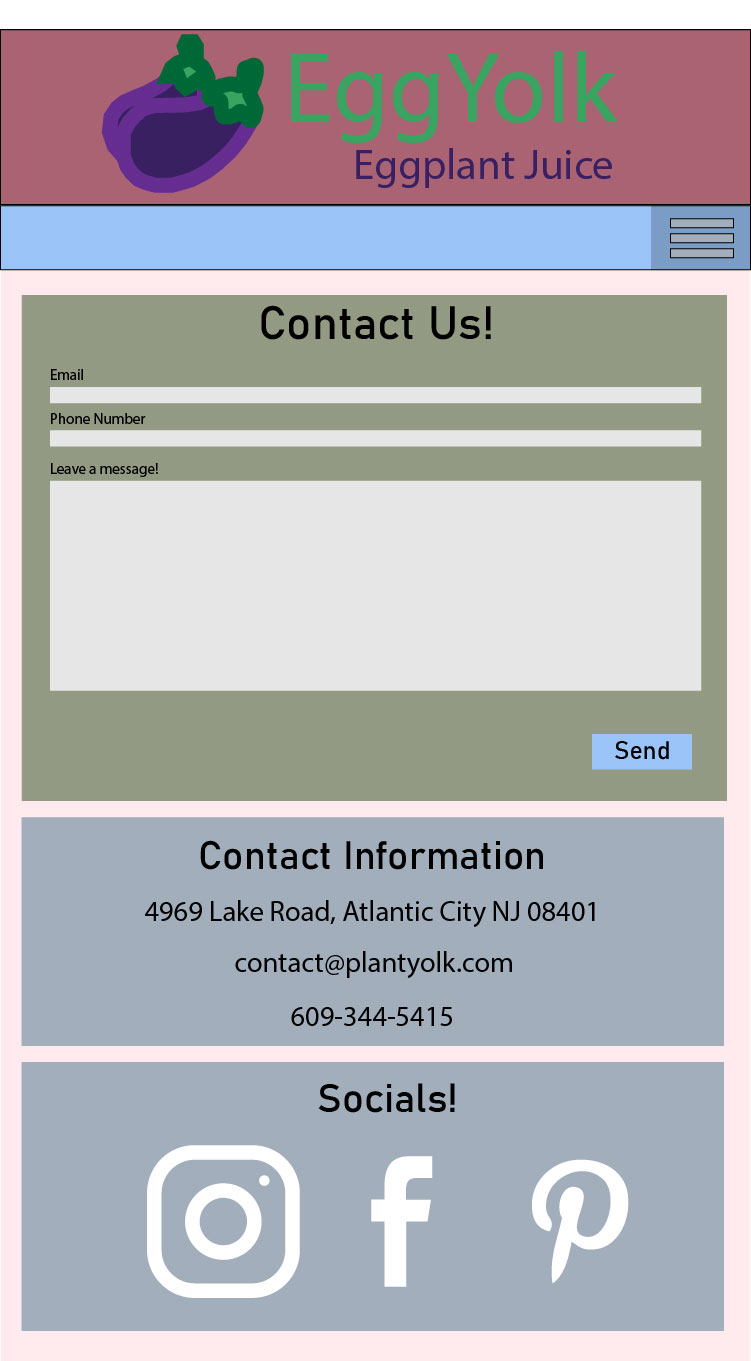 EggYolk
Eggplant Juice
Contact Us!
Email
Phone Number
Leave a message!
Send
Contact Information
4969 Lake Road, Atlantic City NJ 08401
contact@plantyolk.com
609-344-5415
Socials!